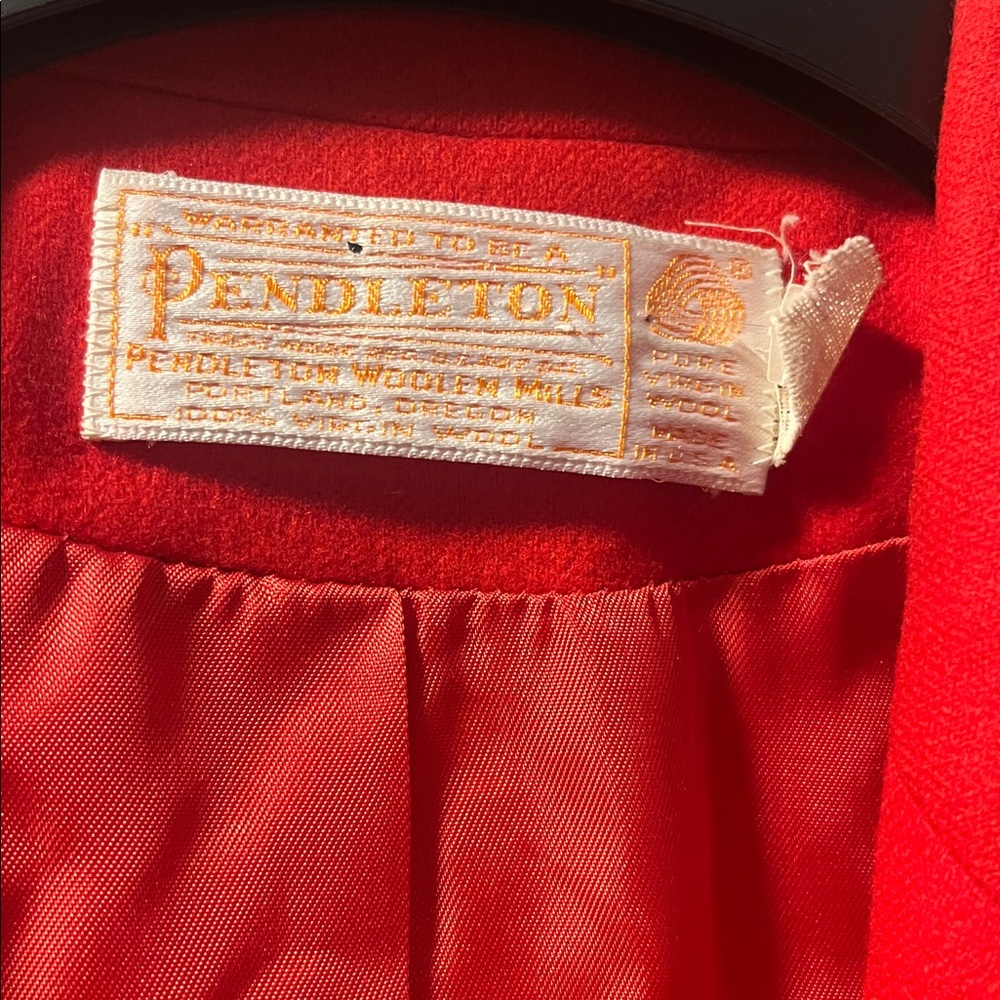 "WARRANTED TO BE A"
PENDLETON
PENDLETON WOOLEN MILLS
PORTLAND, OREGON
100% VIRGIN WOOL
PURE
VIRGIN
WOOL
MADE
IN U.S.A.